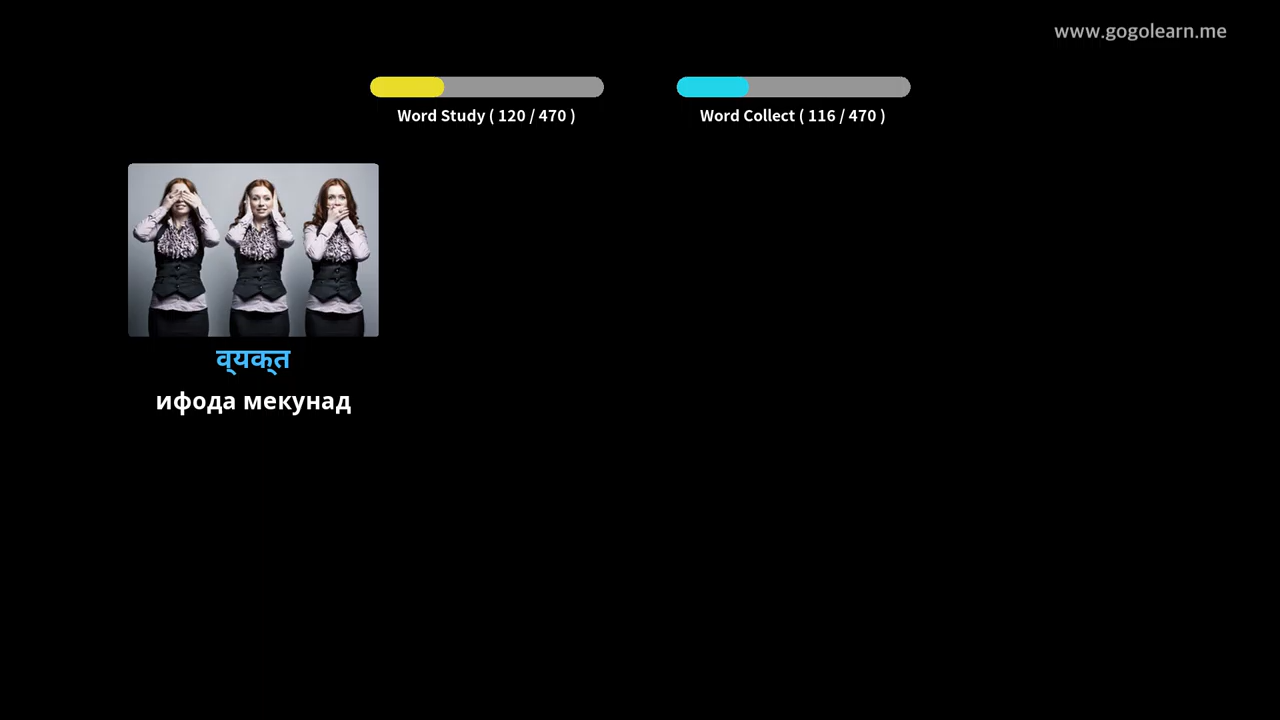 www.gogolearn.me
Word Study ( 120 / 470 )
Word Collect ( 116 / 470 )
व्यक्त
ифода мекунад